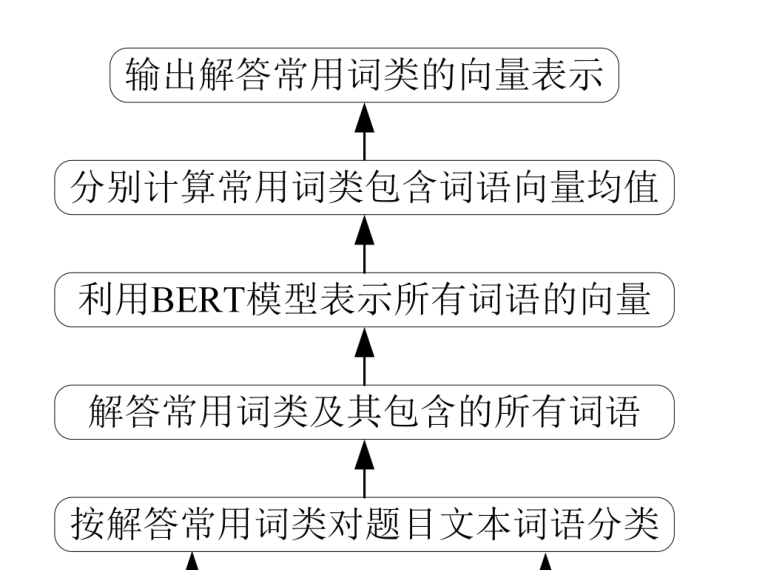 输出解答常用词类的向量表示
分别计算常用词类包含词语向量均值
利用BERT模型表示所有词语的向量
解答常用词类及其包含的所有词语
按解答常用词类对题目文本词语分类